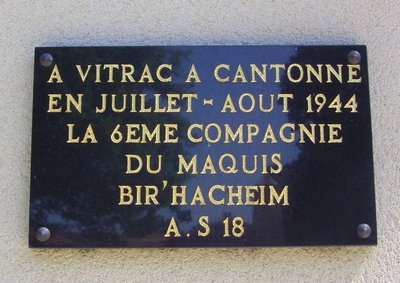 A VITRAC A CANTONNE
EN JUILLET - AOUT 1944
LA 6EME COMPAGNIE
DU MAQUIS
BIR'HACHEIM
A.S 18